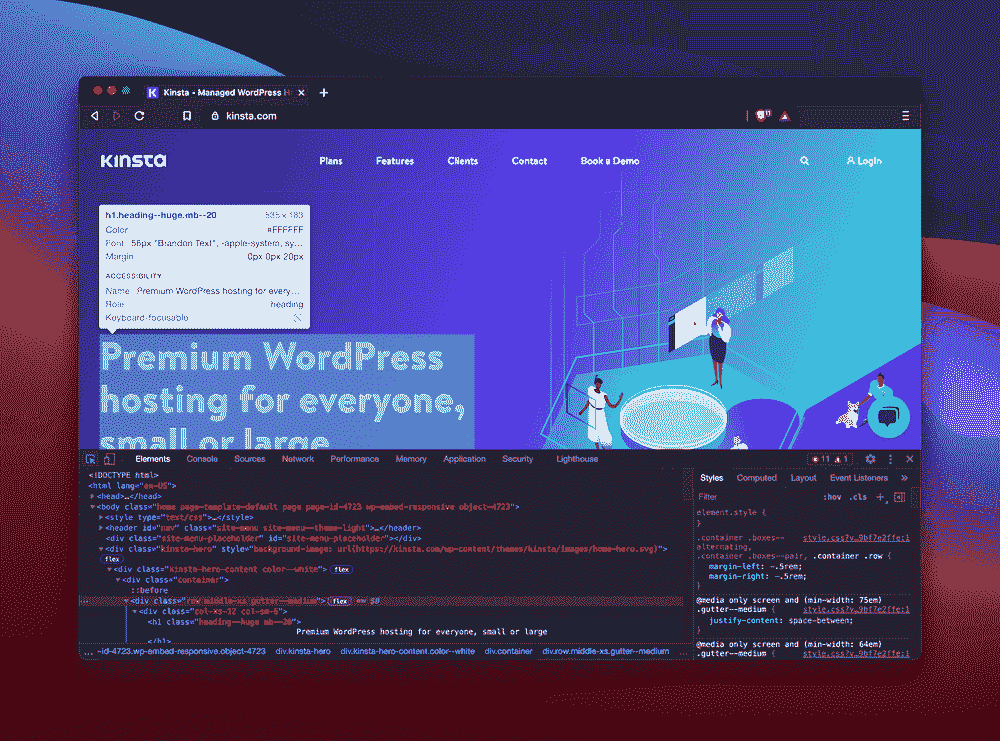 Kinsta - Managed WordPress H
kinsta.com
11
KINSTA
Plans Features Clients Contact Book a Demo Login
h1.heading--huge.mb--20 535 × 183
Color #FFFFFF
Font 56px "Brandon Text", -apple-system, sy…
Margin 0px 0px 20px
ACCESSIBILITY
Name Premium WordPress hosting for every…
Role heading
Keyboard-focusable
Premium WordPress
hosting for everyone,
small or large
Elements Console Sources Network Performance Memory Application Security Lighthouse 11 1
<!DOCTYPE html>
<html lang="en-US">
<head>…</head>
<body class="home page-template-default page page-id-4723 wp-embed-responsive object-4723">
<style type="text/css">…</style>
<header id="nav" class="site-menu site-menu--theme-light">…</header>
<div class="site-menu-placeholder" id="site-menu-placeholder"></div>
<div class="kinsta-hero" style="background-image: url(https://kinsta.com/wp-content/themes/kinsta/images/home-hero.svg)">
flex
<div class="kinsta-hero-content color--white"> flex
<div class="container">
::before
… <div class="row middle-xs gutter--medium"> flex == $0
<div class="col-xs-12 col-sm-6">
<h1 class="heading--huge mb--20">
Premium WordPress hosting for everyone, small or large
</h1>
… -id-4723.wp-embed-responsive.object-4723 div.kinsta-hero div.kinsta-hero-content.color--white div.container div.row.middle-xs.gutter--medium …
Styles Computed Layout Event Listeners »
Filter :hov .cls +
element.style {
}
.container .boxes-- style.css?v…9bf7e2ffe:1
alternating,
.container .boxes--pair, .container .row {
margin-left: -.5rem;
margin-right: -.5rem;
}
@media only screen and (min-width: 75em)
.gutter--medium { style.css?v…9bf7e2ffe:1
justify-content: space-between;
}
@media only screen and (min-width: 64em)
.gutter--medium { style.css?v…9bf7e2ffe:1